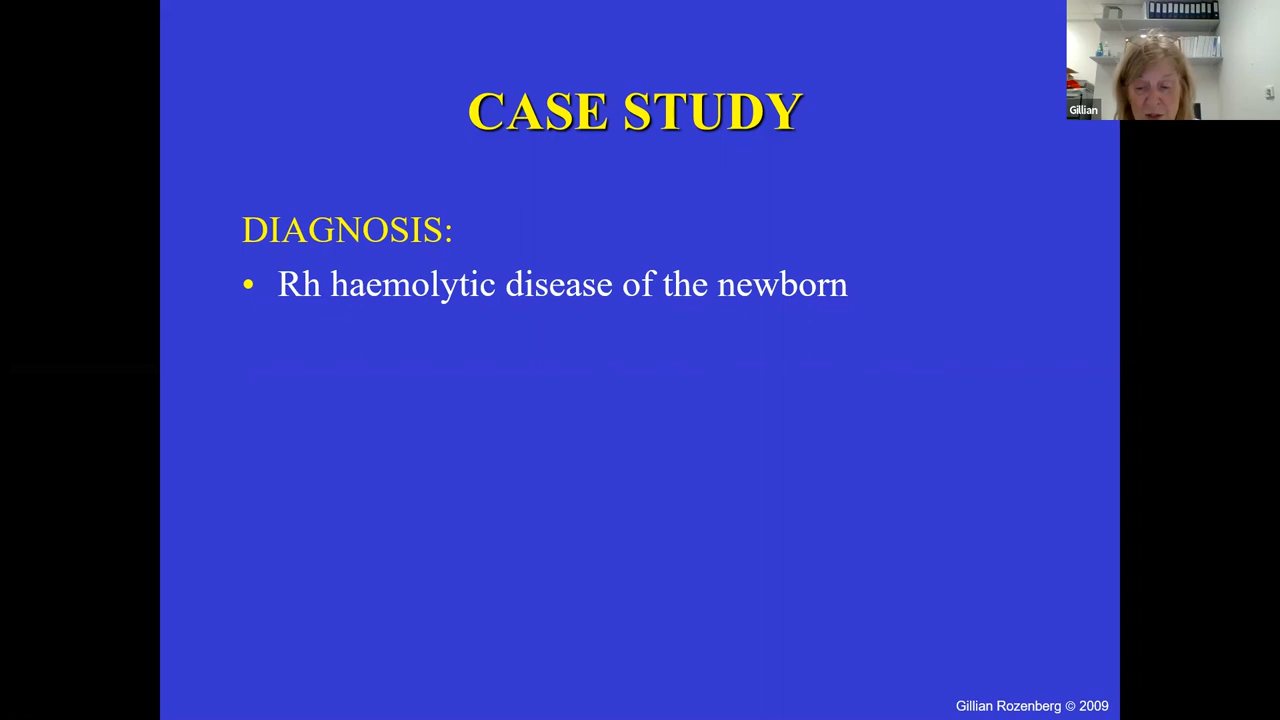 CASE STUDY
Gillian
DIAGNOSIS:
• Rh haemolytic disease of the newborn
Gillian Rozenberg © 2009